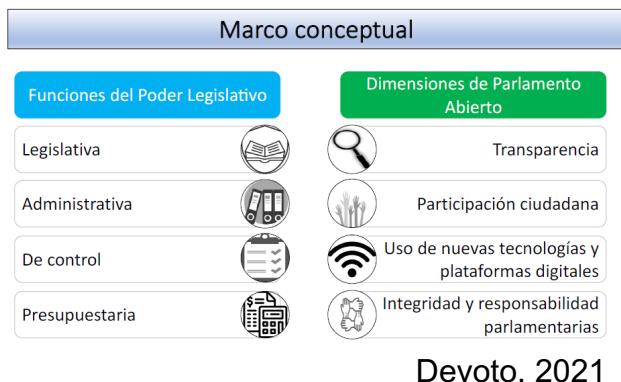 Marco conceptual
Funciones del Poder Legislativo
Legislativa
Administrativa
De control
Presupuestaria
Dimensiones de Parlamento
Abierto
Transparencia
Participación ciudadana
Uso de nuevas tecnologías y
plataformas digitales
Integridad y responsabilidad
parlamentarias
Devoto. 2021